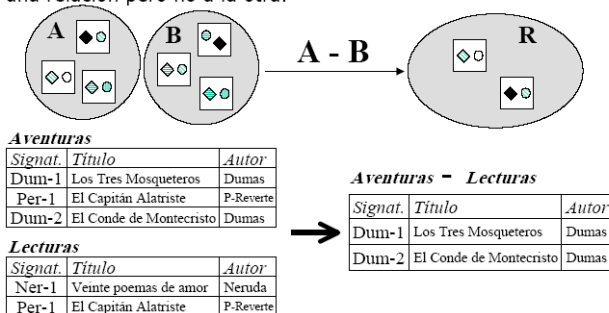 una relación pero no a la otra.
A B A - B R
Aventuras
Signat. Título Autor
Dum-1 Los Tres Mosqueteros Dumas
Per-1 El Capitán Alatriste P-Reverte
Dum-2 El Conde de Montecristo Dumas
Lecturas
Signat. Título Autor
Ner-1 Veinte poemas de amor Neruda
Per-1 El Capitán Alatriste P-Reverte
Aventuras - Lecturas
Signat. Título Autor
Dum-1 Los Tres Mosqueteros Dumas
Dum-2 El Conde de Montecristo Dumas